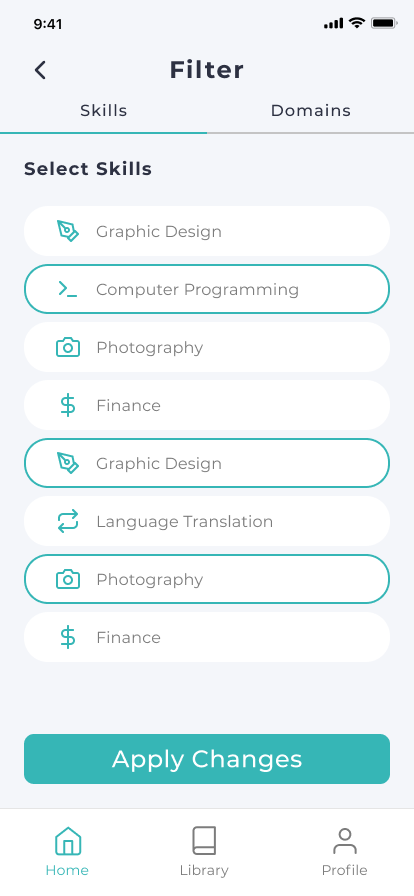 9:41
Filter
Skills
Domains
Select Skills
Graphic Design
Computer Programming
Photography
Finance
Graphic Design
Language Translation
Photography
Finance
Apply Changes
Home
Library
Profile